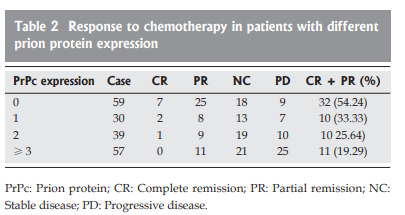 Table 2 Response to chemotherapy in patients with different
prion protein expression
PrPc expression Case CR PR NC PD CR + PR (%)
0 59 7 25 18 9 32 (54.24)
1 30 2 8 13 7 10 (33.33)
2 39 1 9 19 10 10 25.64)
⩾3 57 0 11 21 25 11 (19.29)
PrPc: Prion protein; CR: Complete remission; PR: Partial remission; NC:
Stable disease; PD: Progressive disease.